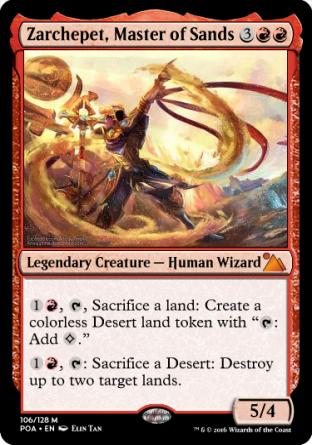 Zarchepet, Master of Sands 3
Legendary Creature — Human Wizard
1 , , Sacrifice a land: Create a
colorless Desert land token with “ :
Add .”
1 , : Sacrifice a Desert: Destroy
up to two target lands.
5/4
106/128 M
POA • EN Elin Tan
™ & © 2016 Wizards of the Coast